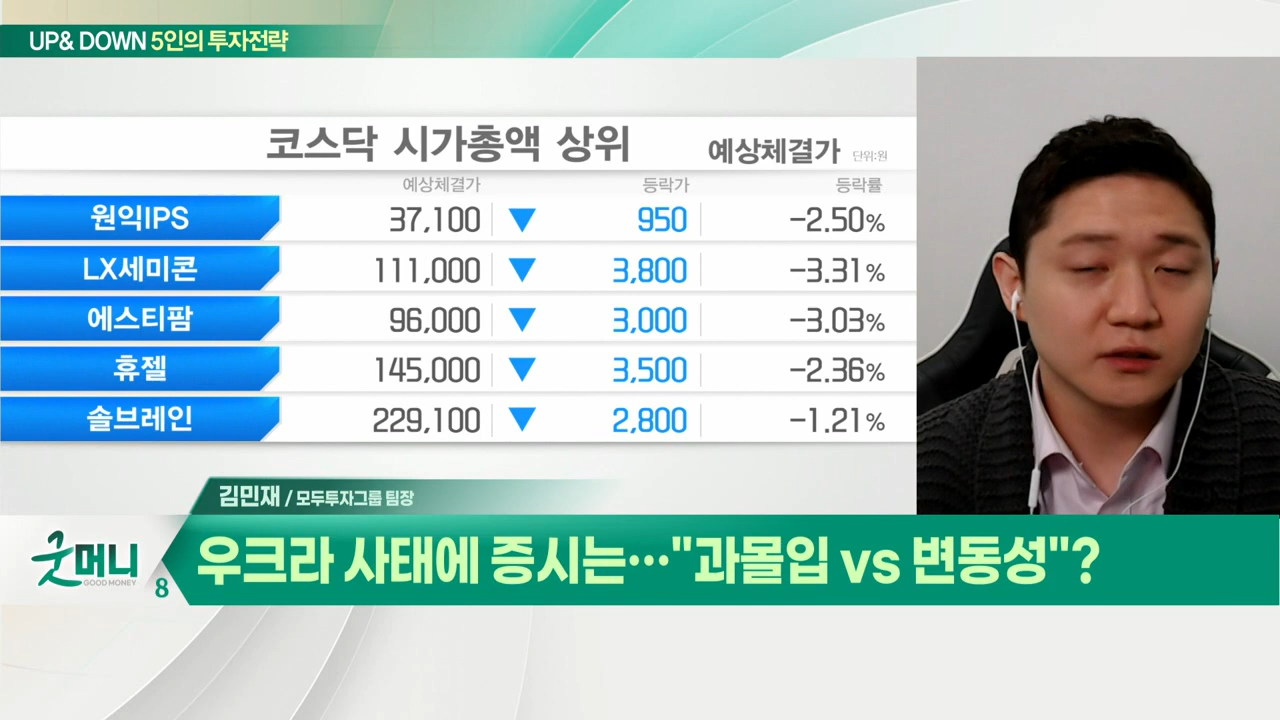 UP& DOWN 5인의 투자전략
코스닥 시가총액 상위 예상체결가 단위:원
예상체결가 등락가 등락률
원익IPS 37,100 ▼ 950 -2.50%
LX세미콘 111,000 ▼ 3,800 -3.31%
에스티팜 96,000 ▼ 3,000 -3.03%
휴젤 145,000 ▼ 3,500 -2.36%
솔브레인 229,100 ▼ 2,800 -1.21%
김민재 / 모두투자그룹 팀장
우크라 사태에 증시는…"과몰입 vs 변동성"?
굿머니
GOOD MONEY
8